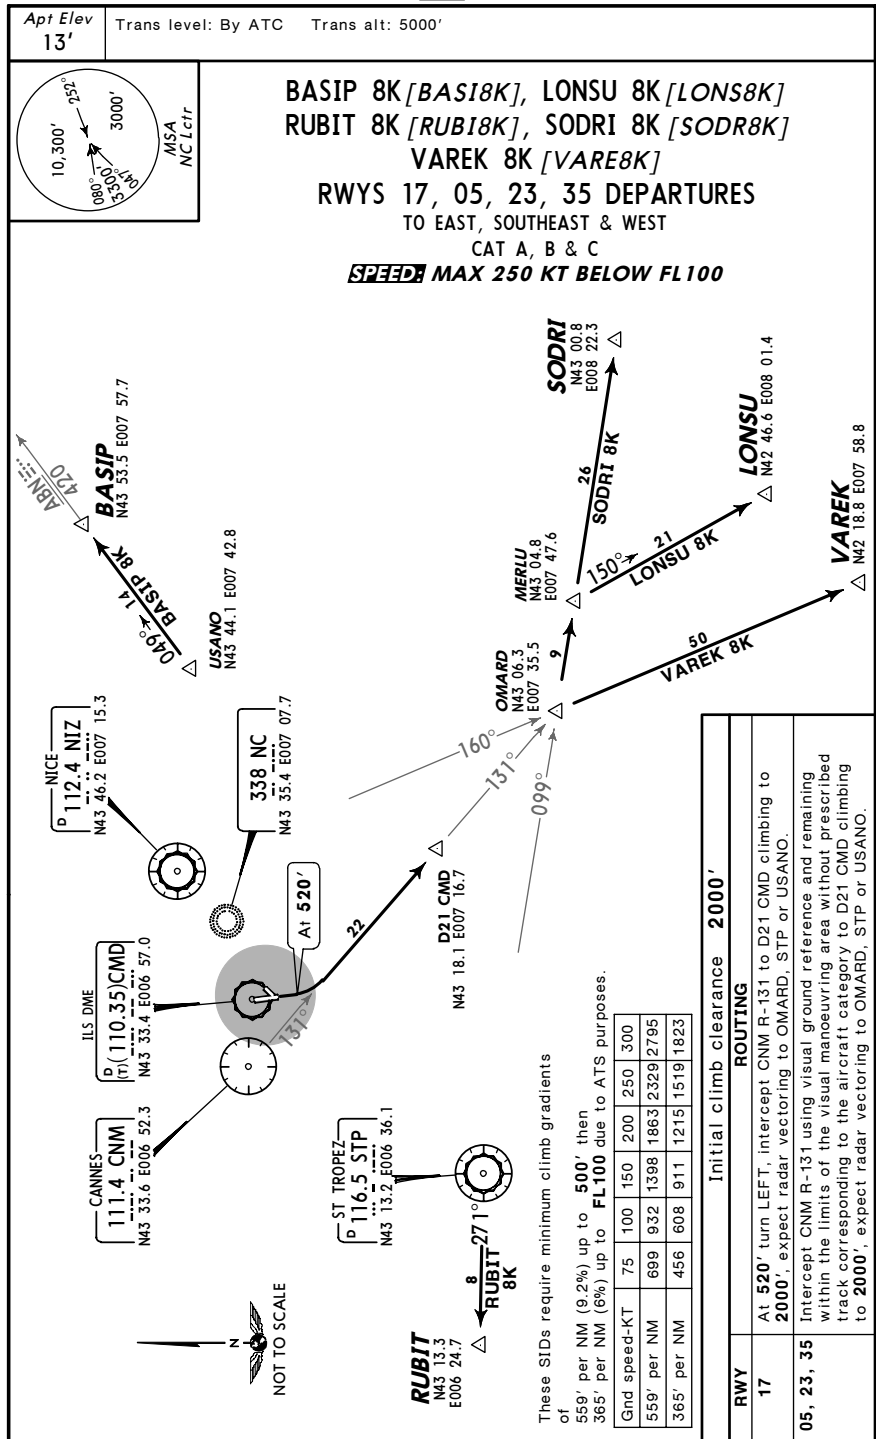 Apt Elev
13'
Trans level: By ATC Trans alt: 5000'
252°
10,300'
3000'
3300'
080°
047°
MSA
NC Lctr
BASIP 8K [BASI8K], LONSU 8K [LONS8K]
RUBIT 8K [RUBI8K], SODRI 8K [SODR8K]
VAREK 8K [VARE8K]
RWYS 17, 05, 23, 35 DEPARTURES
TO EAST, SOUTHEAST & WEST
CAT A, B & C
SPEED: MAX 250 KT BELOW FL100
ABN
420
BASIP
N43 53.5 E007 57.7
049°
14
BASIP 8K
USANO
N43 44.1 E007 42.8
SODRI
N43 00.8
E008 22.3
26
SODRI 8K
LONSU
N42 46.6 E008 01.4
150°
21
LONSU 8K
VAREK
N42 18.8 E007 58.8
50
VAREK 8K
MERLU
N43 04.8
E007 47.6
9
OMARD
N43 06.3
E007 35.5
160°
131°
099°
NICE
D 112.4 NIZ
N43 46.2 E007 15.3
338 NC
N43 35.4 E007 07.7
At 520'
22
D21 CMD
N43 18.1 E007 16.7
ILS DME
D (T) (110.35) CMD
N43 33.4 E006 57.0
131°
CANNES
111.4 CNM
N43 33.6 E006 52.3
ST TROPEZ
D 116.5 STP
N43 13.2 E006 36.1
271°
8
RUBIT
8K
RUBIT
N43 13.3
E006 24.7
N
NOT TO SCALE
These SIDs require minimum climb gradients
of
559' per NM (9.2%) up to 500' then
365' per NM (6%) up to FL100 due to ATS purposes.
Gnd speed-KT 75 100 150 200 250 300
559' per NM 699 932 1398 1863 2329 2795
365' per NM 456 608 911 1215 1519 1823
Initial climb clearance 2000'
RWY ROUTING
17 At 520' turn LEFT, intercept CNM R-131 to D21 CMD climbing to
2000', expect radar vectoring to OMARD, STP or USANO.
05, 23, 35 Intercept CNM R-131 using visual ground reference and remaining
within the limits of the visual manoeuvring area without prescribed
track corresponding to the aircraft category to D21 CMD climbing
to 2000', expect radar vectoring to OMARD, STP or USANO.